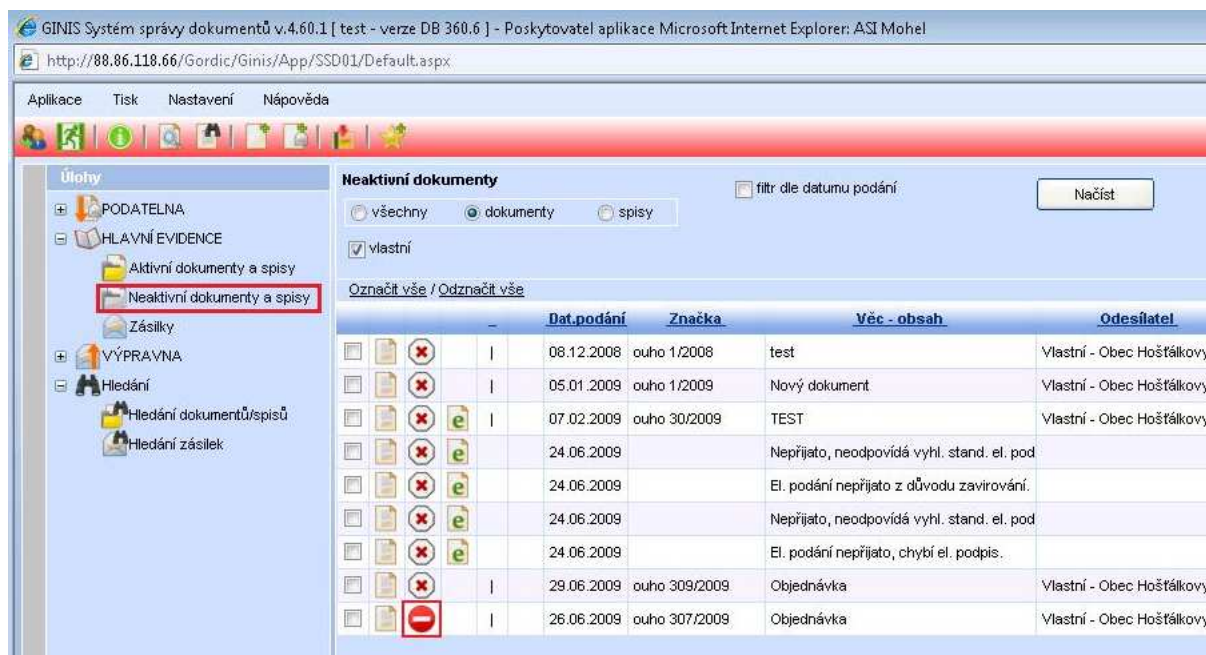 GINIS Systém správy dokumentů v.4.60.1 [ test - verze DB 360.6 ] - Poskytovatel aplikace Microsoft Internet Explorer: ASI Mohel
http://88.86.118.66/Gordic/Ginis/App/SSD01/Default.aspx
Aplikace Tisk Nastavení Nápověda
Úlohy
PODATELNA
HLAVNÍ EVIDENCE
Aktivní dokumenty a spisy
Neaktivní dokumenty a spisy
Zásilky
VÝPRAVNA
Hledání
Hledání dokumentů/spisů
Hledání zásilek
Neaktivní dokumenty
filtr dle datumu podání
Načíst
všechny dokumenty spisy
vlastní
Označit vše / Odznačit vše
_ Dat.podání Značka Věc - obsah Odesílatel
| 08.12.2008 ouho 1/2008 test Vlastní - Obec Hošťálkovy
| 05.01.2009 ouho 1/2009 Nový dokument Vlastní - Obec Hošťálkovy
e | 07.02.2009 ouho 30/2009 TEST Vlastní - Obec Hošťálkovy
e 24.06.2009 Nepřijato, neodpovídá vyhl. stand. el. pod
e 24.06.2009 El. podání nepřijato z důvodu zavirování.
e 24.06.2009 Nepřijato, neodpovídá vyhl. stand. el. pod
e 24.06.2009 El. podání nepřijato, chybí el. podpis.
| 29.06.2009 ouho 309/2009 Objednávka Vlastní - Obec Hošťálkovy
| 26.06.2009 ouho 307/2009 Objednávka Vlastní - Obec Hošťálkovy